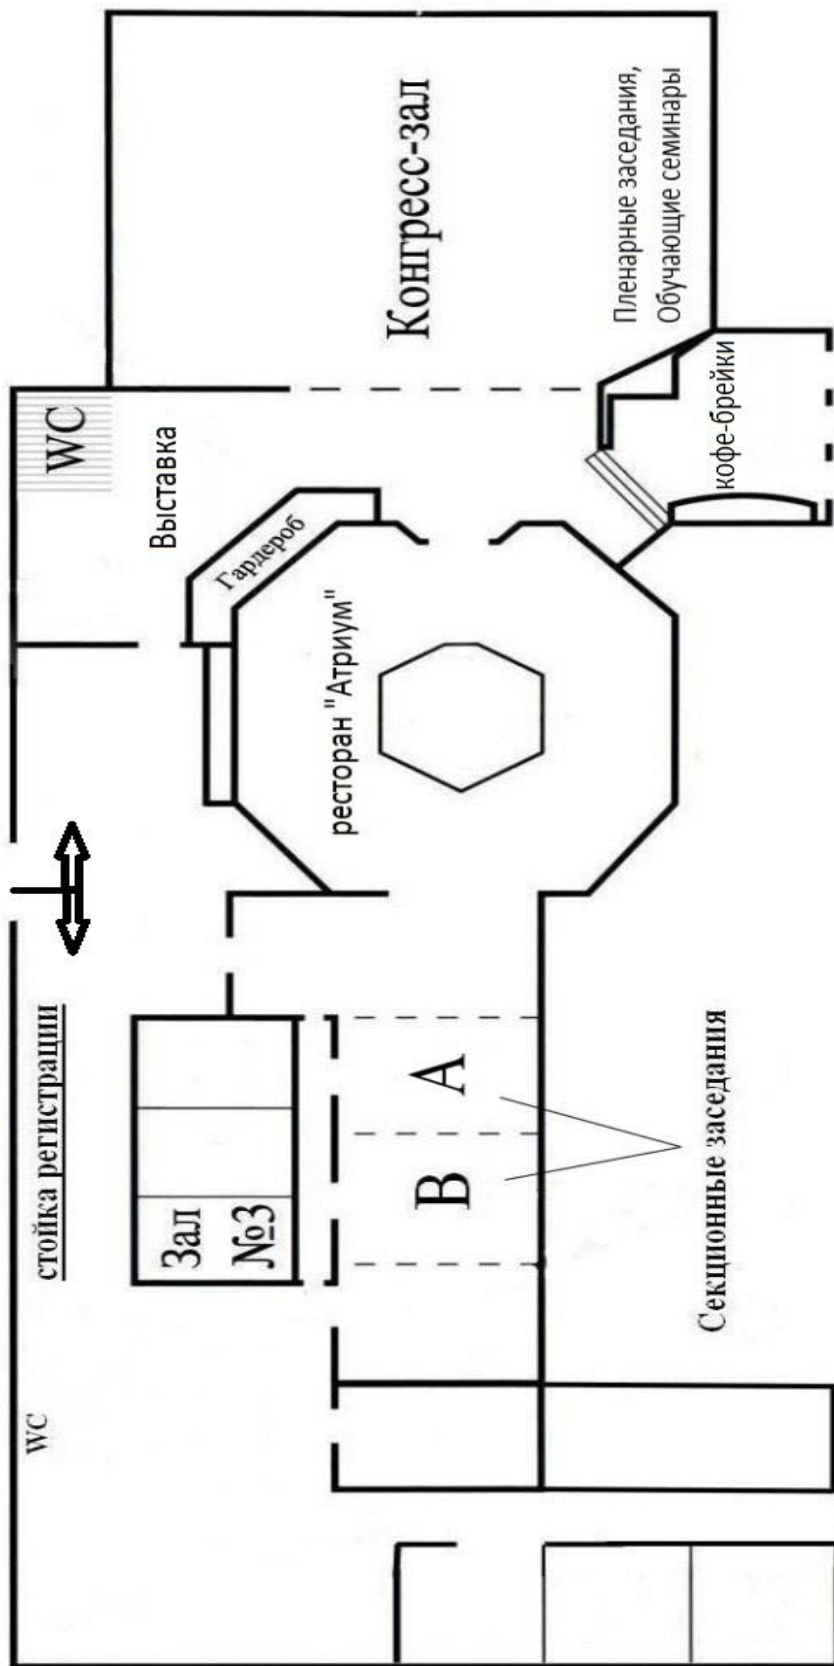 WC
стойка регистрации
WC
Выставка
Гардероб
Зал
№3
ресторан "Атриум"
Конгресс-зал
B
A
Пленарные заседания,
Обучающие семинары
кофе-брейки
Секционные заседания